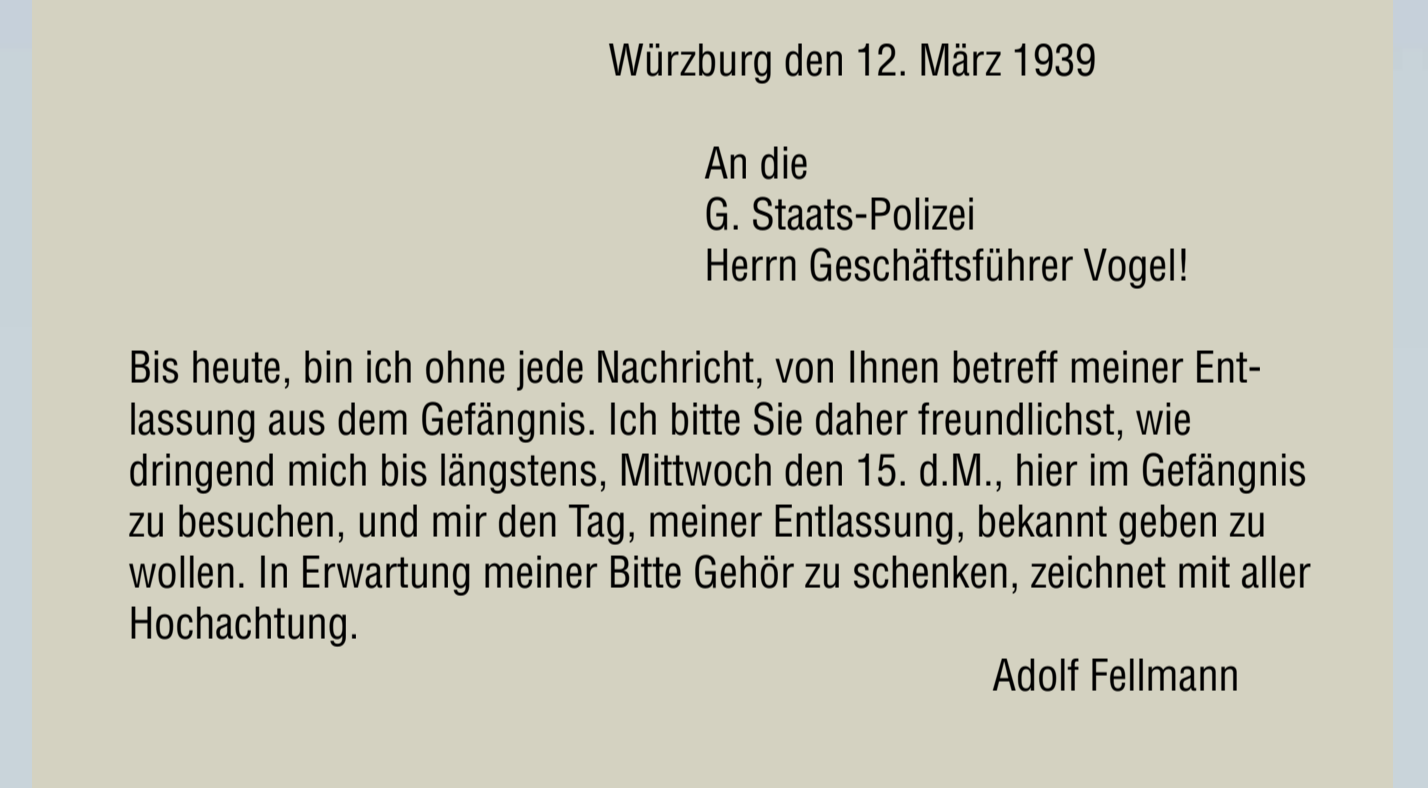 Würzburg den 12. März 1939
An die
G. Staats-Polizei
Herrn Geschäftsführer Vogel!
Bis heute, bin ich ohne jede Nachricht, von Ihnen betreff meiner Ent-
lassung aus dem Gefängnis. Ich bitte Sie daher freundlichst, wie
dringend mich bis längstens, Mittwoch den 15. d.M., hier im Gefängnis
zu besuchen, und mir den Tag, meiner Entlassung, bekannt geben zu
wollen. In Erwartung meiner Bitte Gehör zu schenken, zeichnet mit aller
Hochachtung.
Adolf Fellmann